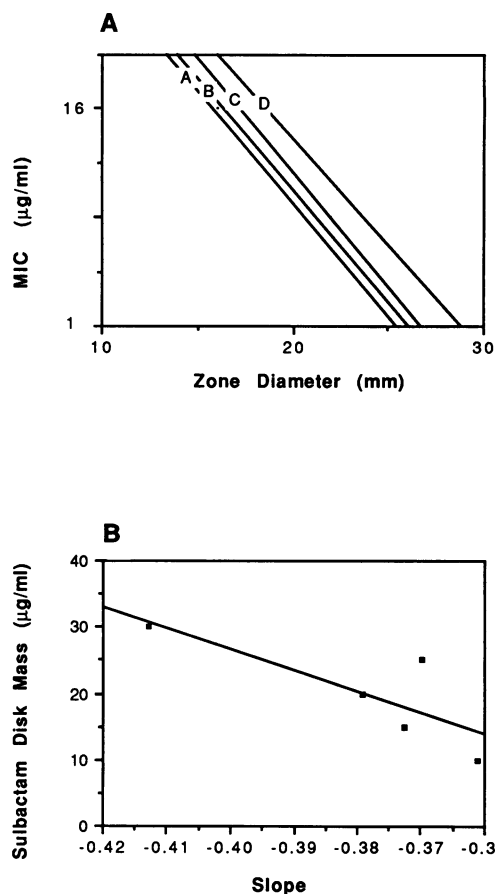 A
MIC (μg/ml)
16
1
A
B
C
D
10
20
30
Zone Diameter (mm)
B
Sulbactam Disk Mass (μg/ml)
40
30
20
10
0
-0.42
-0.41
-0.40
-0.39
-0.38
-0.37
-0.3
Slope